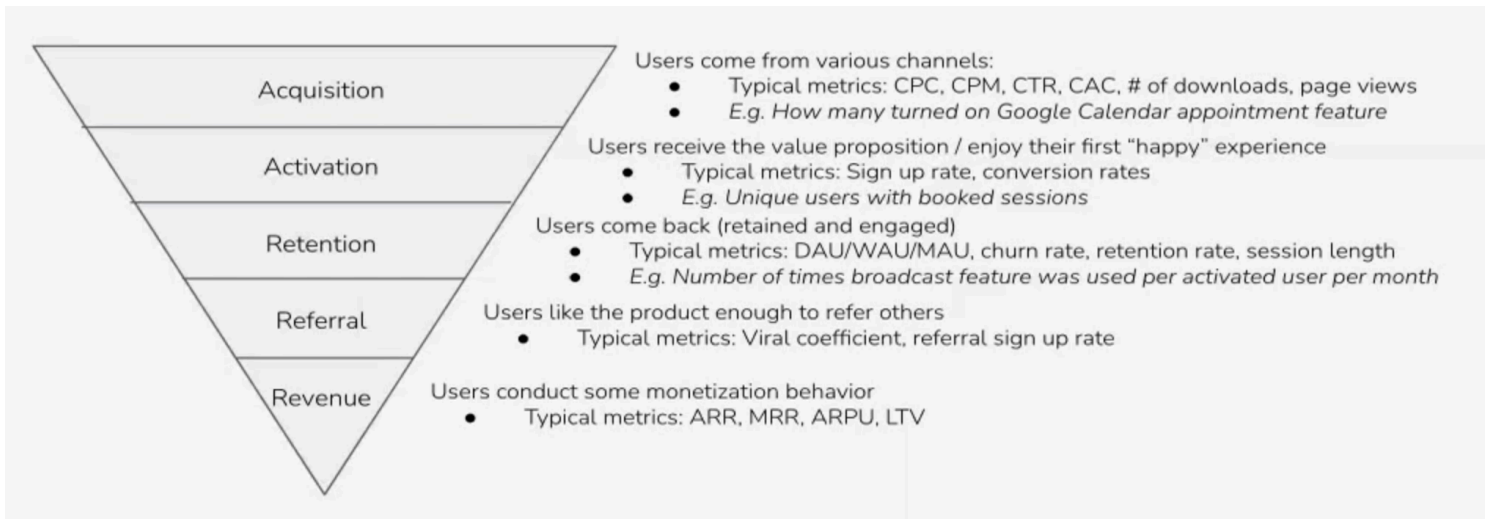 Acquisition
Users come from various channels:
● Typical metrics: CPC, CPM, CTR, CAC, # of downloads, page views
● E.g. How many turned on Google Calendar appointment feature
Activation
Users receive the value proposition / enjoy their first “happy” experience
● Typical metrics: Sign up rate, conversion rates
● E.g. Unique users with booked sessions
Retention
Users come back (retained and engaged)
● Typical metrics: DAU/WAU/MAU, churn rate, retention rate, session length
● E.g. Number of times broadcast feature was used per activated user per month
Referral
Users like the product enough to refer others
● Typical metrics: Viral coefficient, referral sign up rate
Revenue
Users conduct some monetization behavior
● Typical metrics: ARR, MRR, ARPU, LTV